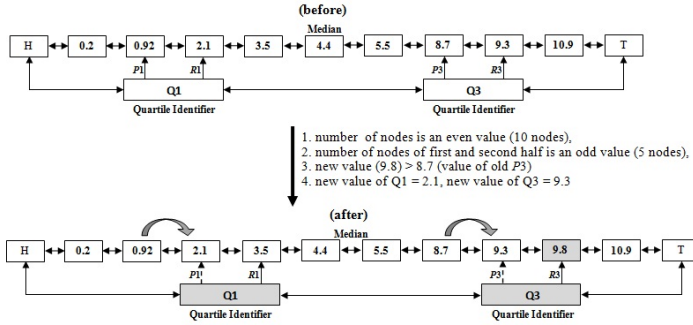 (before)
Median
H 0.2 0.92 2.1 3.5 4.4 5.5 8.7 9.3 10.9 T
P1 R1 P3 R3
Q1 Q3
Quartile Identifier Quartile Identifier
1. number of nodes is an even value (10 nodes),
2. number of nodes of first and second half is an odd value (5 nodes),
3. new value (9.8) > 8.7 (value of old P3)
4. new value of Q1 = 2.1, new value of Q3 = 9.3
(after)
Median
H 0.2 0.92 2.1 3.5 4.4 5.5 8.7 9.3 9.8 10.9 T
P1' R1 P3' R3
Q1 Q3
Quartile Identifier Quartile Identifier